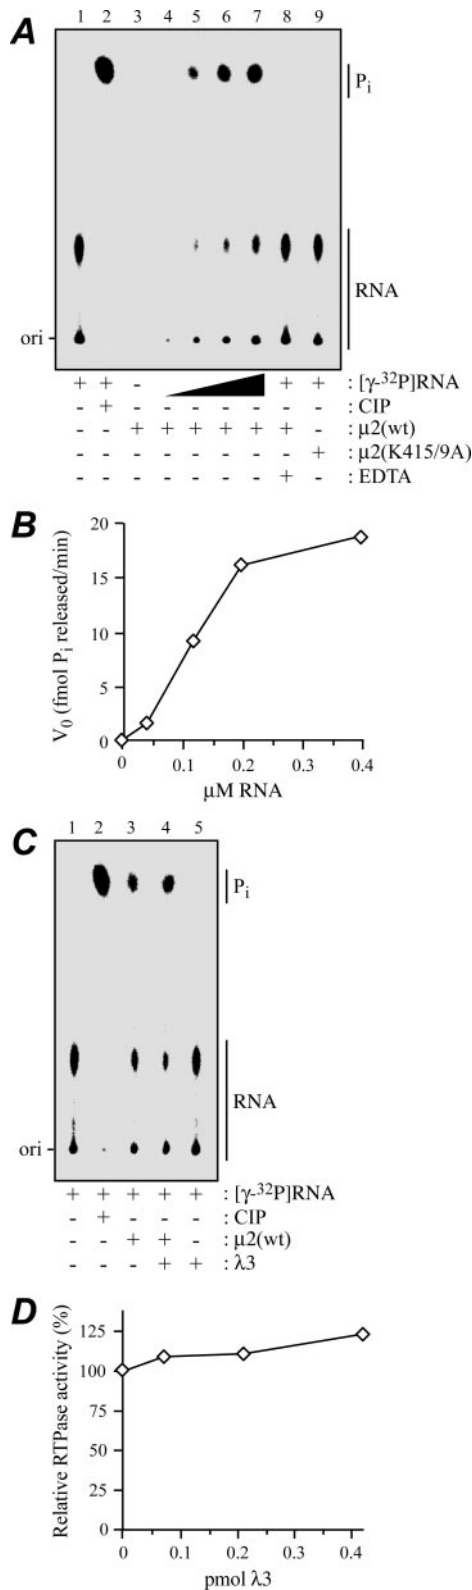 A
1 2 3 4 5 6 7 8 9
Pi
RNA
ori
+ + - + + : [γ-32P]RNA
- + - - - - - - - : CIP
- - + + + + + + - : μ2(wt)
- - - - - - - - + : μ2(K415/9A)
- - - - - - - + - : EDTA
B
20
15
10
5
0
V0 (fmol Pi released/min)
0 0.1 0.2 0.3 0.4
μM RNA
C
1 2 3 4 5
Pi
RNA
ori
+ + + + + : [γ-32P]RNA
- + - - - : CIP
- - + + - : μ2(wt)
- - - + + : λ3
D
125
100
75
50
25
0
Relative RTPase activity (%)
0 0.1 0.2 0.3 0.4
pmol λ3